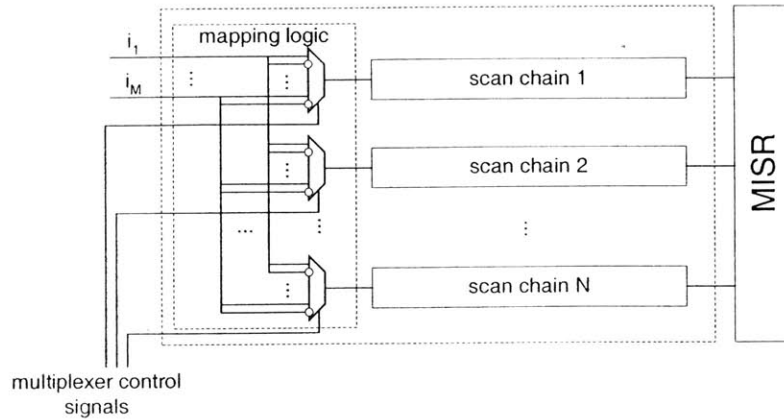 mapping logic
i1
iM
scan chain 1
scan chain 2
scan chain N
MISR
multiplexer control
signals